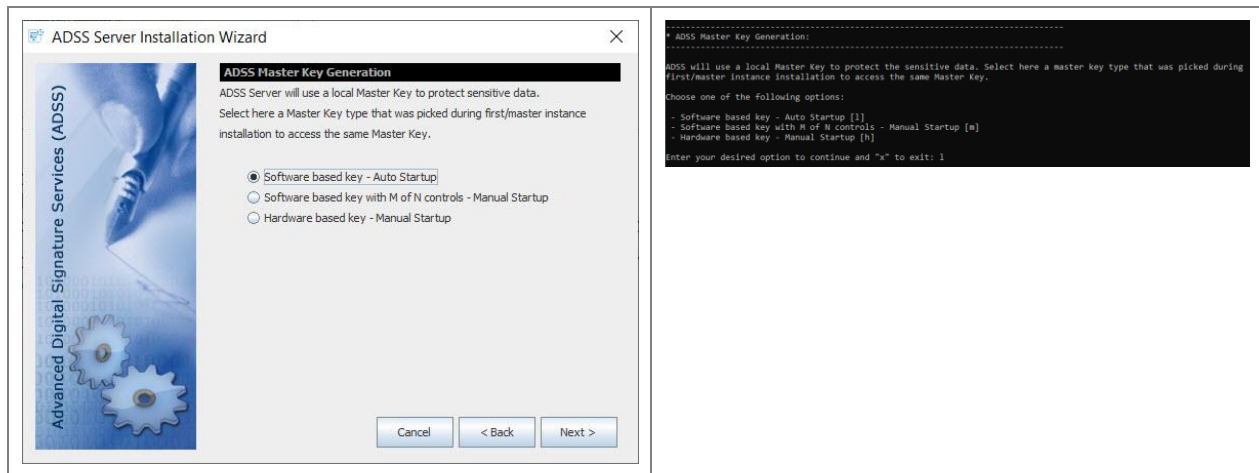 ADSS Server Installation Wizard
Advanced Digital Signature Services (ADSS)
ADSS Master Key Generation
ADSS Server will use a local Master Key to protect sensitive data.
Select here a Master Key type that was picked during first/master instance
installation to access the same Master Key.
Software based key - Auto Startup
Software based key with M of N controls - Manual Startup
Hardware based key - Manual Startup
Cancel
< Back
Next >
--------------------------------------------------------------------------------
* ADSS Master Key Generation:
--------------------------------------------------------------------------------
ADSS will use a local Master Key to protect the sensitive data. Select here a master key type that was picked during
first/master instance installation to access the same Master Key.
Choose one of the following options:
- Software based key - Auto Startup [l]
- Software based key with M of N controls - Manual Startup [m]
- Hardware based key - Manual Startup [h]
Enter your desired option to continue and "x" to exit: l